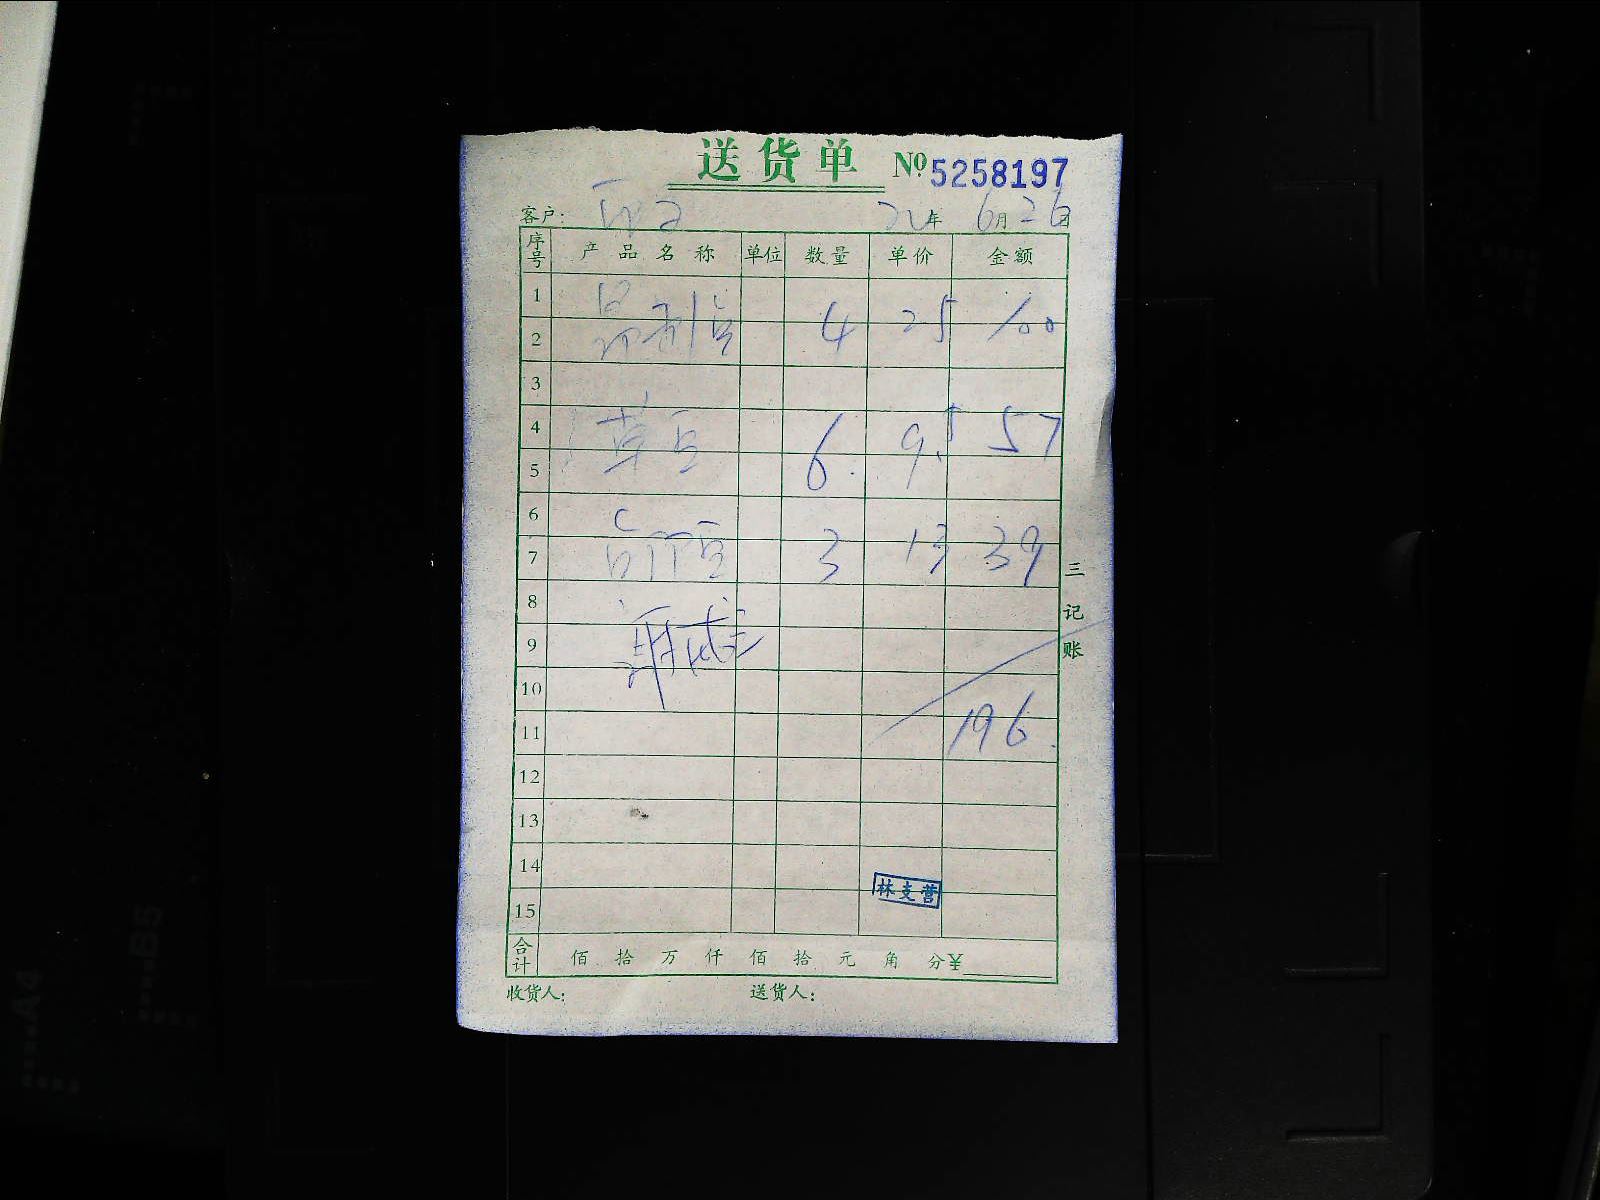 送货单 №5258197
客户: 年 6月26日
序号 产品名称 单位 数量 单价 金额
1
2 4 25 100
3
4 草豆 6. 9.5 57
5
6
7 3 13 39
8
9
10
11 196.
12
13
14
林支营
15
合计 佰 拾 万 仟 佰 拾 元 角 分¥
收货人: 送货人:
三记账